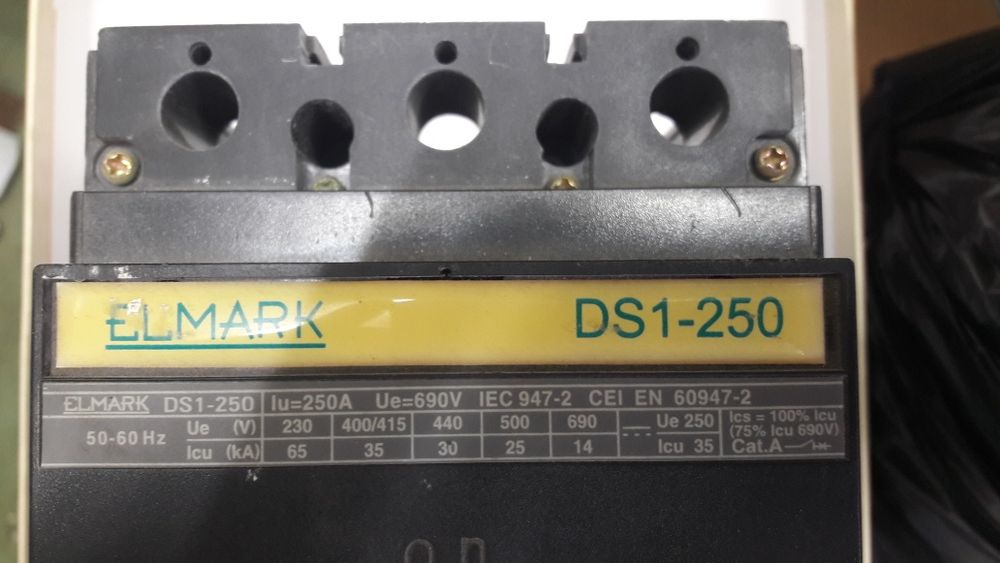 ELMARK DS1-250
ELMARK DS1-250 Iu=250A Ue=690V IEC 947-2 CEI EN 60947-2
50-60 Hz Ue (V) 230 400/415 440 500 690 Ue 250 Ics = 100% Icu
(75% Icu 690V)
Icu (kA) 65 35 30 25 14 Icu 35 Cat.A
on